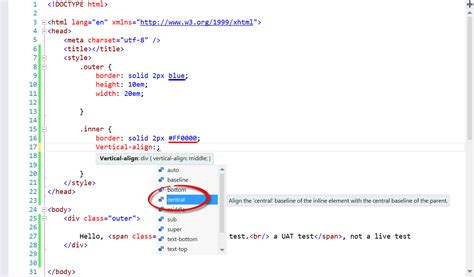 1 <!DOCTYPE html>
2
3 <html lang="en" xmlns="http://www.w3.org/1999/xhtml">
4 <head>
5 <meta charset="utf-8" />
6 <title></title>
7 <style>
8 .outer {
9 border: solid 2px blue;
10 height: 10em;
11 width: 20em;
12
13 }
14
15 .inner {
16 border: solid 2px #FF0000;
17 Vertical-align:;
Vertical-align: div { vertical-align: middle; }
auto
baseline
bottom
central
Align the 'central' baseline of the inline element with the central baseline of the parent.
middle
sub
super
text-bottom
text-top
18
19 }
20
21 </style>
22 </head>
23
24 <body>
25 <div class="outer"
26
27 Hello, <span class test.<br/> a UAT test</span>, not a live test
28 </div>
29
30
31 </body>
32 </html>